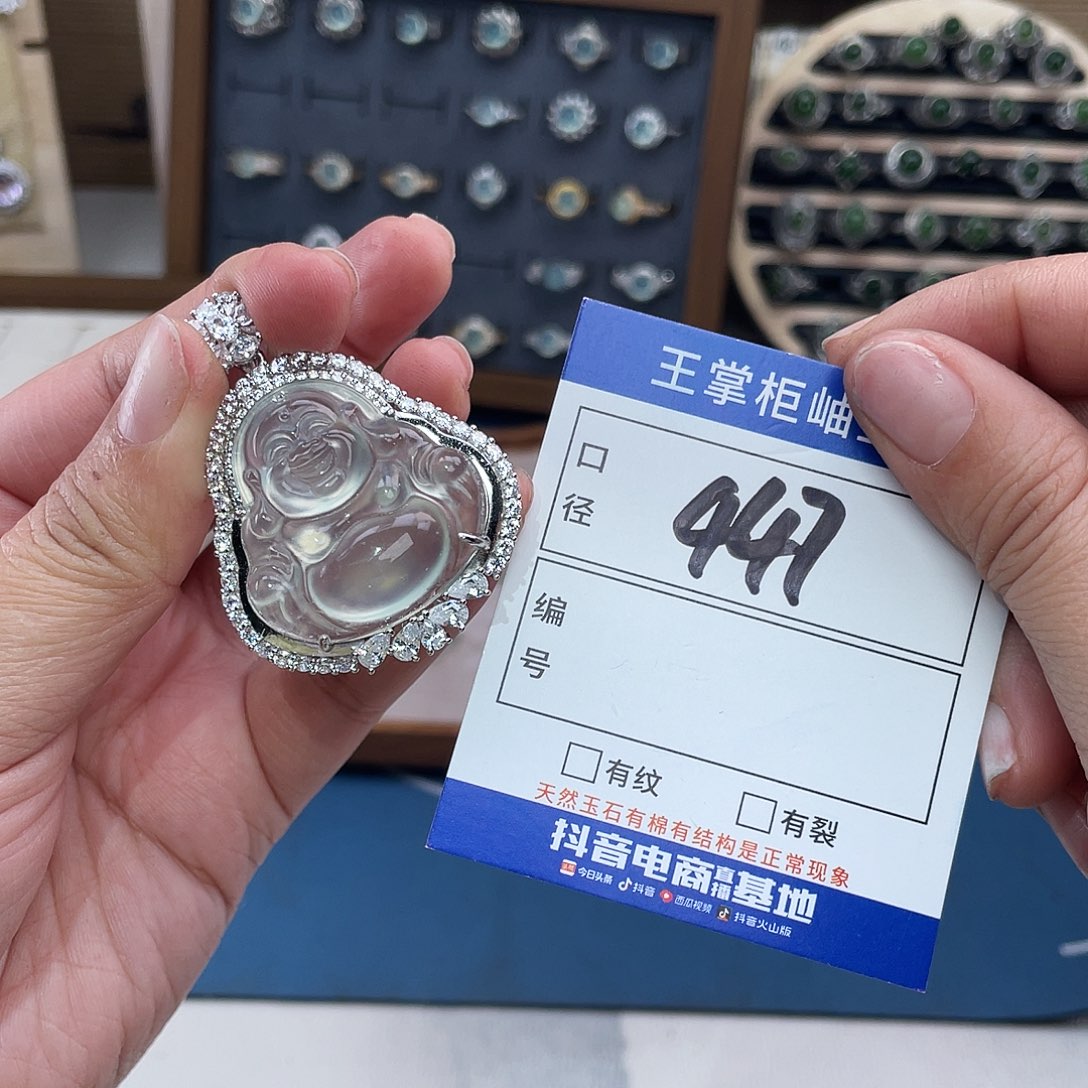 王掌柜岫
口径
947
编号
有纹
有裂
天然玉石有棉有结构是正常现象
抖音电商直播基地
今日头条 抖音 西瓜视频 抖音火山版